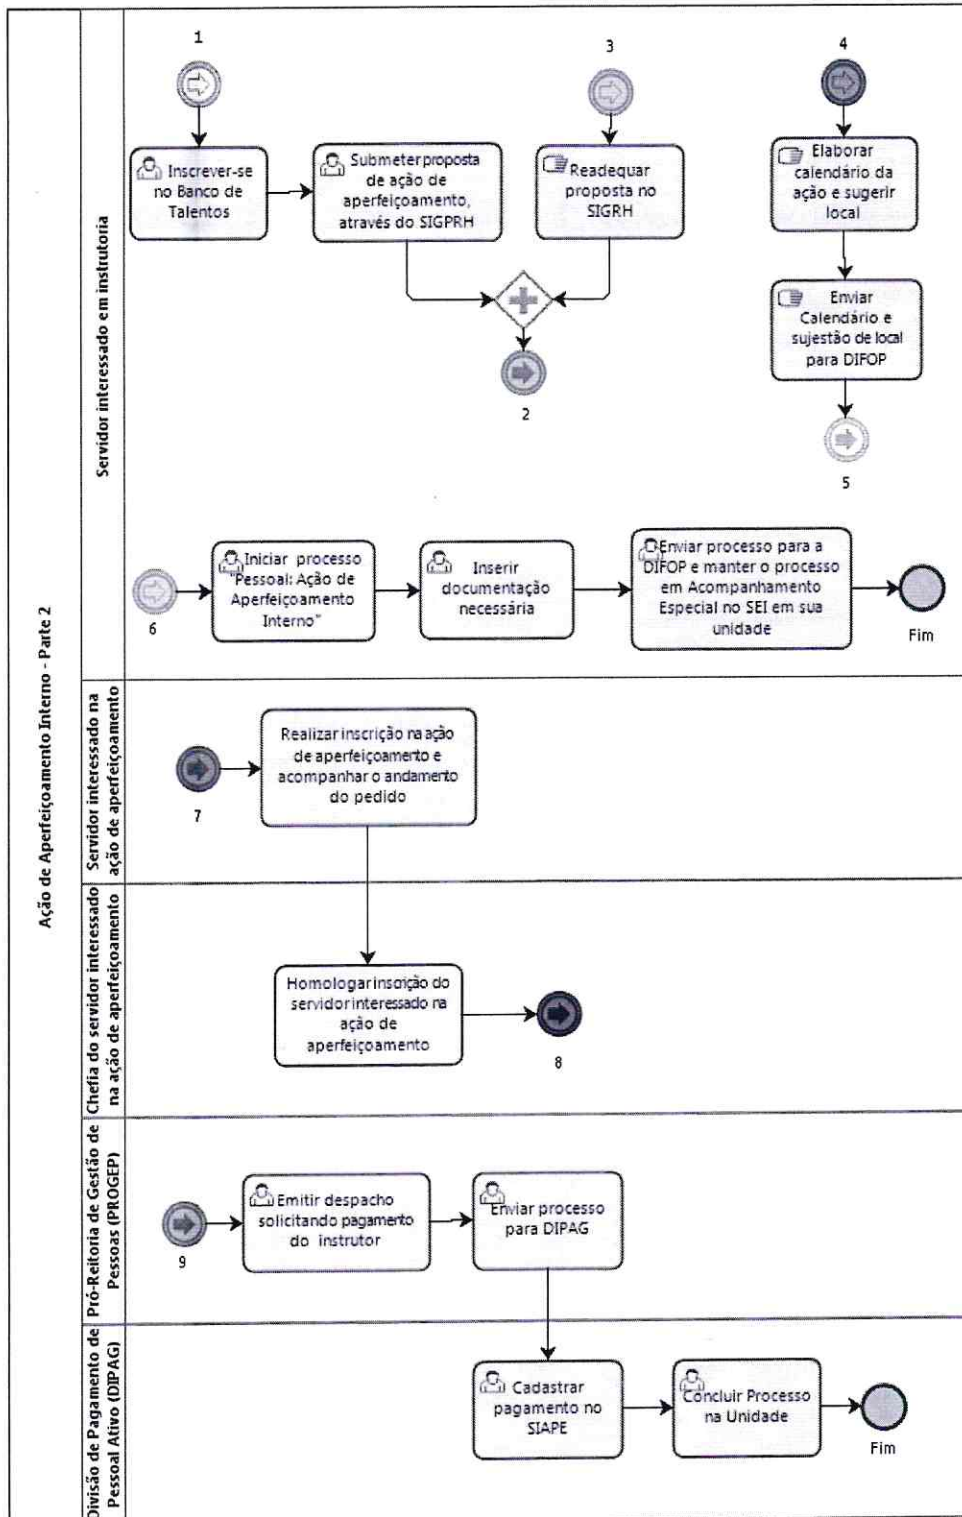 Ação de Aperfeiçoamento Interno - Parte 2
Servidor interessado em instrutoria
1
Inscrever-se
no Banco de
Talentos
Submeter proposta
de ação de
aperfeiçoamento,
através do SIGPRH
3
Readequar
proposta no
SIGRH
2
4
Elaborar
calendário da
ação e sugerir
local
Enviar
Calendário e
sujestão de local
para DIFOP
5
6
Iniciar processo
"Pessoal: Ação de
Aperfeiçoamento
Interno"
Inserir
documentação
necessária
Enviar processo para a
DIFOP e manter o processo
em Acompanhamento
Especial no SEI em sua
unidade
Fim
Servidor interessado na
ação de aperfeiçoamento
7
Realizar inscrição na ação
de aperfeiçoamento e
acompanhar o andamento
do pedido
Chefia do servidor interessado
na ação de aperfeiçoamento
Homologar inscrição do
servidor interessado na
ação de
aperfeiçoamento
8
Pró-Reitoria de Gestão de
Pessoas (PROGEP)
9
Emitir despacho
solicitando pagamento
do instrutor
Enviar processo
para DIPAG
Divisão de Pagamento de
Pessoal Ativo (DIPAG)
Cadastrar
pagamento no
SIAPE
Concluir Processo
na Unidade
Fim